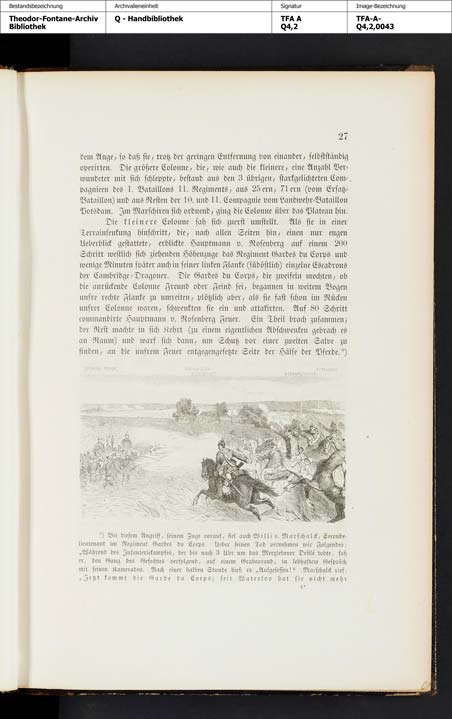 Bestandsbezeichnung
Archivalieneinheit
Signatur
Image-Bezeichnung
Theodor-Fontane-Archiv
Bibliothek
Q - Handbibliothek
TFA A
Q4,2
TFA-A-
Q4,2,0043
27
dem Auge, so daß sie, trotz der geringen Entfernung von einander, selbstständig
operirten. Die größere Colonne, die, wie auch die kleinere, eine Anzahl Ver-
wundeter mit sich schleppte, bestand aus den 3 übrigen, starkgelichteten Com-
pagnieen des 1. Bataillons 11. Regiments, aus 25ern, 71ern (vom Ersatz-
Bataillon) und aus Resten der 10. und 11. Compagnie vom Landwehr-Bataillon
Potsdam. Im Marschiren sich ordnend, ging die Colonne über das Plateau hin.
Die kleinere Colonne sah sich zuerst umstellt. Als sie in einer
Terrainsenkung hinschritt, die, nach allen Seiten hin, einen nur engen
Ueberblick gestattete, erblickte Hauptmann v. Rosenberg auf einem 200
Schritt westlich sich ziehenden Höhenzuge das Regiment Gardes du Corps und
wenige Minuten später auch in seiner linken Flanke (südöstlich) einzelne Escadrons
der Cambridge-Dragoner. Die Gardes du Corps, die zweifeln mochten, ob
die anrückende Colonne Freund oder Feind sei, begannen in weitem Bogen
unsre rechte Flanke zu umreiten, plötzlich aber, als sie fast schon im Rücken
unsrer Colonne waren, schwenkten sie ein und attakirten. Auf 80 Schritt
commandirte Hauptmann v. Rosenberg Feuer. Ein Theil brach zusammen;
der Rest machte in sich Kehrt (zu einem eigentlichen Abschwenken gebrach es
an Raum) und warf sich dann, um Schutz vor einer zweiten Salve zu
finden, an die unsrem Feuer entgegengesetzte Seite der Hälse der Pferde.*)
*) Bei diesem Angriff, seinem Zuge vorauf, fiel auch Willi v. Marschalck, Seconde-
lieutenant im Regiment Gardes du Corps. Ueber seinen Tod vernehmen wir Folgendes:
„Während des Infanteriekampfes, der bis nach 3 Uhr um das Merxlebener Defilé tobte, saß
er, den Gang des Gefechtes verfolgend, auf einem Grabenrand, in lebhaftem Gespräch
mit seinen Kameraden. Nach einer halben Stunde hieß es „Aufgesessen!“ Marschalck rief:
„Jetzt kommt die Garde du Corps; seit Waterloo hat sie nicht mehr
4*